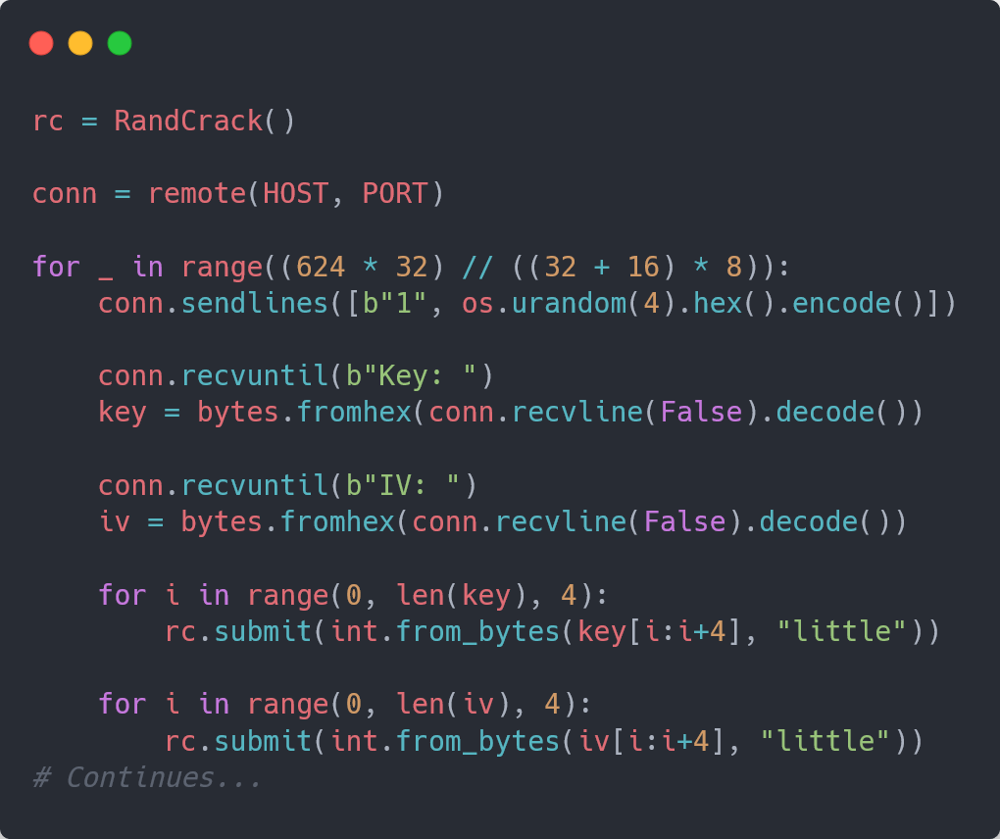 rc = RandCrack()

conn = remote(HOST, PORT)

for _ in range((624 * 32) // ((32 + 16) * 8)):
    conn.sendlines([b"1", os.urandom(4).hex().encode()])

    conn.recvuntil(b"Key: ")
    key = bytes.fromhex(conn.recvline(False).decode())

    conn.recvuntil(b"IV: ")
    iv = bytes.fromhex(conn.recvline(False).decode())

    for i in range(0, len(key), 4):
        rc.submit(int.from_bytes(key[i:i+4], "little"))

    for i in range(0, len(iv), 4):
        rc.submit(int.from_bytes(iv[i:i+4], "little"))
# Continues...